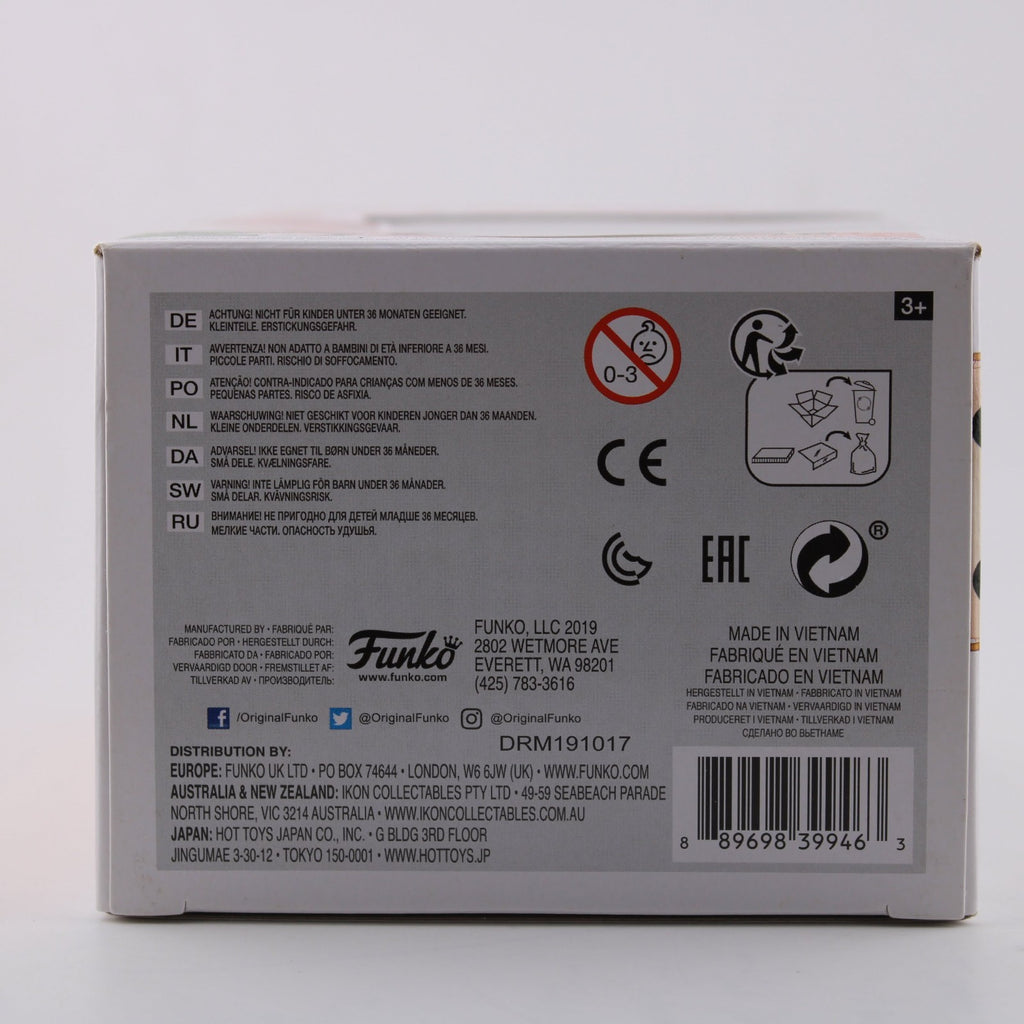 3+
DE ACHTUNG! NICHT FÜR KINDER UNTER 36 MONATEN GEEIGNET.
KLEINTEILE. ERSTICKUNGSGEFAHR.
IT AVVERTENZA! NON ADATTO A BAMBINI DI ETÀ INFERIORE A 36 MESI.
PICCOLE PARTI. RISCHIO DI SOFFOCAMENTO.
PO ATENÇÃO! CONTRA-INDICADO PARA CRIANÇAS COM MENOS DE 36 MESES.
PEQUENAS PARTES. RISCO DE ASFIXIA.
NL WAARSCHUWING! NIET GESCHIKT VOOR KINDEREN JONGER DAN 36 MAANDEN.
KLEINE ONDERDELEN. VERSTIKKINGSGEVAAR.
DA ADVARSEL! IKKE EGNET TIL BØRN UNDER 36 MÅNEDER.
SMÅ DELE. KVÆLNINGSFARE.
SW VARNING! INTE LÄMPLIG FÖR BARN UNDER 36 MÅNADER.
SMÅ DELAR. KVÄVNINGSRISK.
RU ВНИМАНИЕ! НЕ ПРИГОДНО ДЛЯ ДЕТЕЙ МЛАДШЕ 36 МЕСЯЦЕВ.
МЕЛКИЕ ЧАСТИ. ОПАСНОСТЬ УДУШЬЯ.
0-3
CE
EAC
®
MANUFACTURED BY • FABRIQUÉ PAR:
FABRICADO POR • HERGESTELLT DURCH:
FABBRICATO DA • FABRICADO POR:
VERVAARDIGD DOOR • FREMSTILLET AF:
TILLVERKAD AV • ПРОИЗВОДИТЕЛЬ:
Funko
www.funko.com
FUNKO, LLC 2019
2802 WETMORE AVE
EVERETT, WA 98201
(425) 783-3616
MADE IN VIETNAM
FABRIQUÉ EN VIETNAM
FABRICADO EN VIETNAM
HERGESTELLT IN VIETNAM • FABBRICATO IN VIETNAM
FABRICADO NA VIETNAM • VERVAARDIGD IN VIETNAM
PRODUCERET I VIETNAM • TILLVERKAD I VIETNAM
СДЕЛАНО ВО ВЬЕТНАМЕ
/OriginalFunko @OriginalFunko @OriginalFunko
DRM191017
DISTRIBUTION BY:
EUROPE: FUNKO UK LTD • PO BOX 74644 • LONDON, W6 6JW (UK) • WWW.FUNKO.COM
AUSTRALIA & NEW ZEALAND: IKON COLLECTABLES PTY LTD • 49-59 SEABEACH PARADE
NORTH SHORE, VIC 3214 AUSTRALIA • WWW.IKONCOLLECTABLES.COM.AU
JAPAN: HOT TOYS JAPAN CO., INC. • G BLDG 3RD FLOOR
JINGUMAE 3-30-12 • TOKYO 150-0001 • WWW.HOTTOYS.JP
8 89698 39946 3